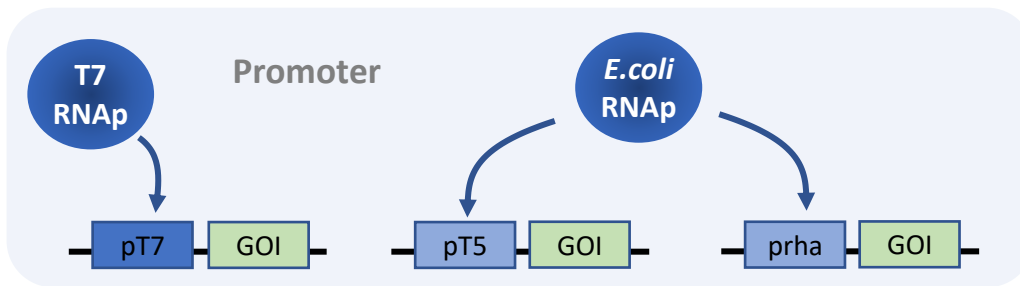 T7
RNAp
Promoter
E.coli
RNAp
pT7
GOI
pT5
GOI
prha
GOI